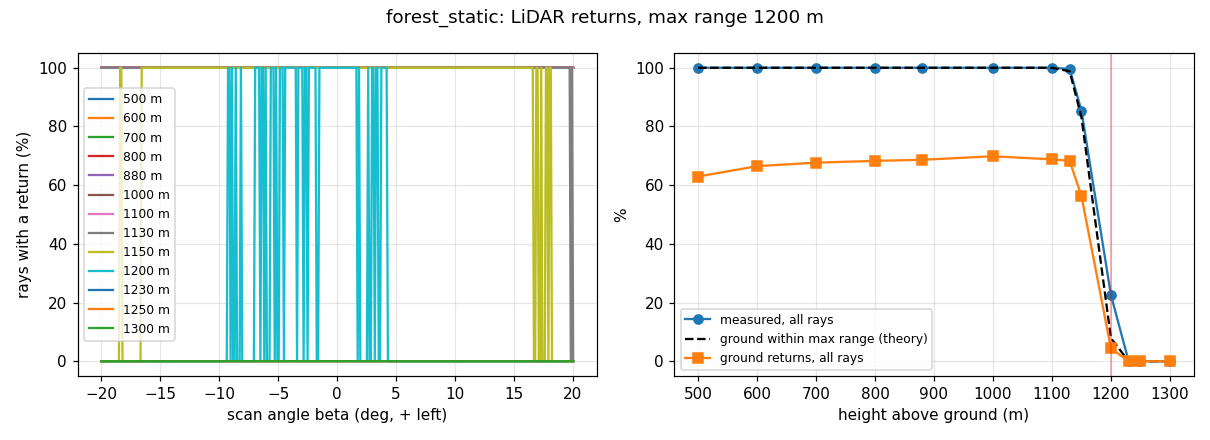 forest_static: LiDAR returns, max range 1200 m
rays with a return (%)
100
80
60
40
20
0
500 m
600 m
700 m
800 m
880 m
1000 m
1100 m
1130 m
1150 m
1200 m
1230 m
1250 m
1300 m
−20 −15 −10 −5 0 5 10 15 20
scan angle beta (deg, + left)
%
100
80
60
40
20
0
measured, all rays
ground within max range (theory)
ground returns, all rays
500 600 700 800 900 1000 1100 1200 1300
height above ground (m)